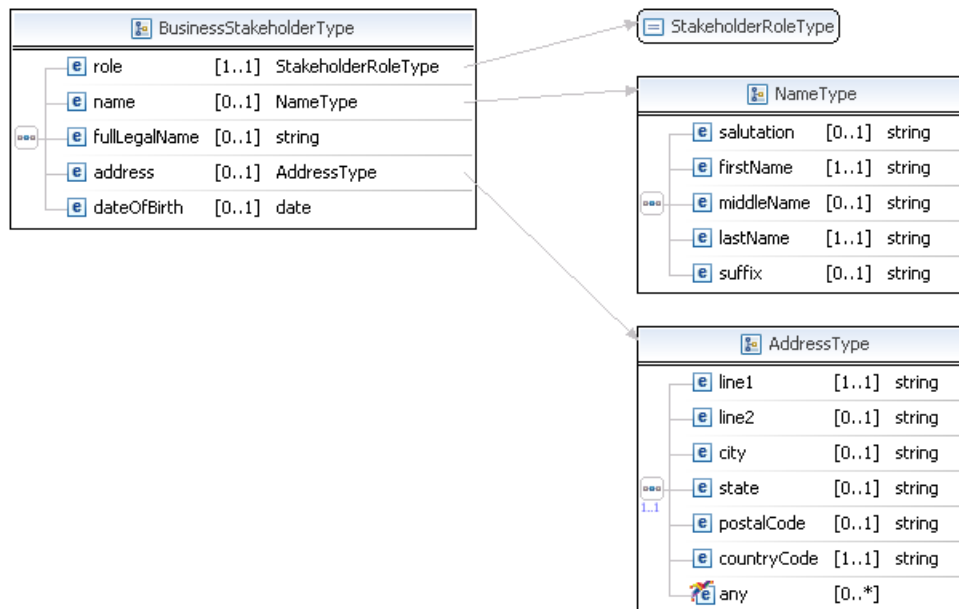 BusinessStakeholderType
role [1..1] StakeholderRoleType
name [0..1] NameType
fullLegalName [0..1] string
address [0..1] AddressType
dateOfBirth [0..1] date
StakeholderRoleType
NameType
salutation [0..1] string
firstName [1..1] string
middleName [0..1] string
lastName [1..1] string
suffix [0..1] string
AddressType
line1 [1..1] string
line2 [0..1] string
city [0..1] string
state [0..1] string
1..1
postalCode [0..1] string
countryCode [1..1] string
any [0..*]